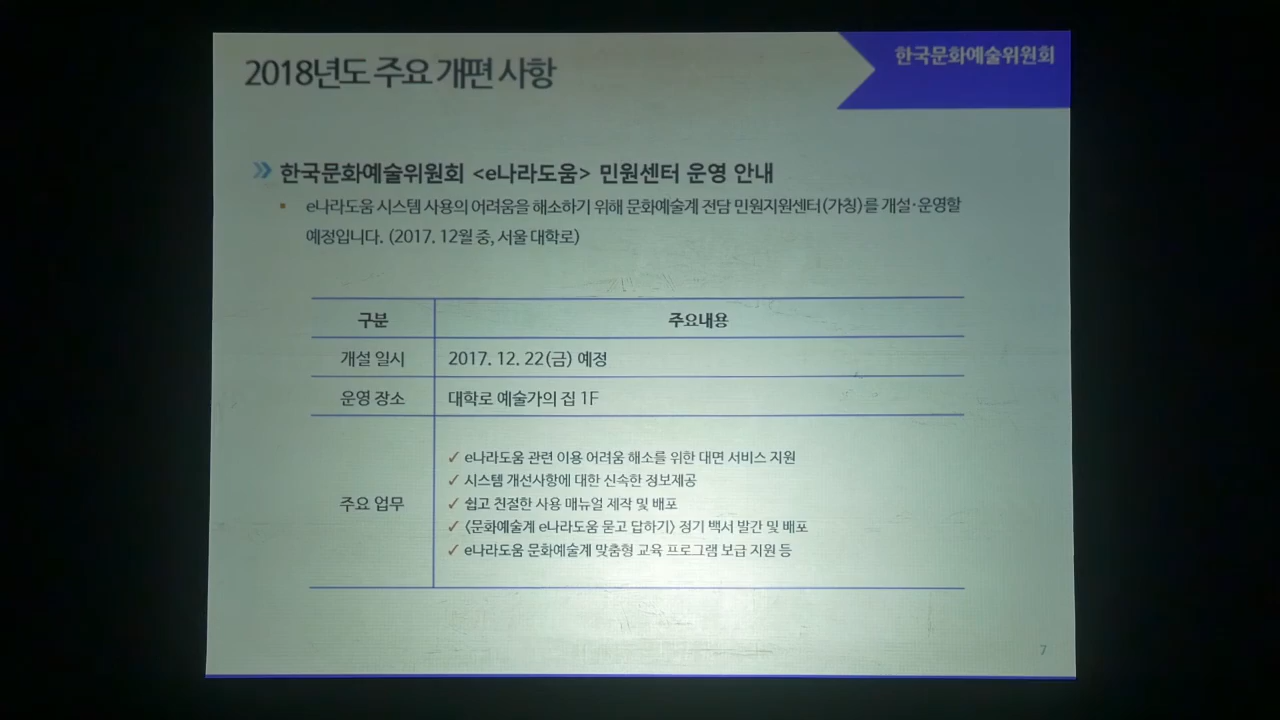 2018년도 주요 개편 사항
한국문화예술위원회
» 한국문화예술위원회 <e나라도움> 민원센터 운영 안내
▪ e나라도움 시스템 사용의 어려움을 해소하기 위해 문화예술계 전담 민원지원센터(가칭)를 개설·운영할
예정입니다. (2017. 12월 중, 서울 대학로)
구분 주요내용
개설 일시 2017. 12. 22(금) 예정
운영 장소 대학로 예술가의 집 1F
주요 업무
✓ e나라도움 관련 이용 어려움 해소를 위한 대면 서비스 지원
✓ 시스템 개선사항에 대한 신속한 정보제공
✓ 쉽고 친절한 사용 매뉴얼 제작 및 배포
✓ <문화예술계 e나라도움 묻고 답하기> 정기 백서 발간 및 배포
✓ e나라도움 문화예술계 맞춤형 교육 프로그램 보급 지원 등
7